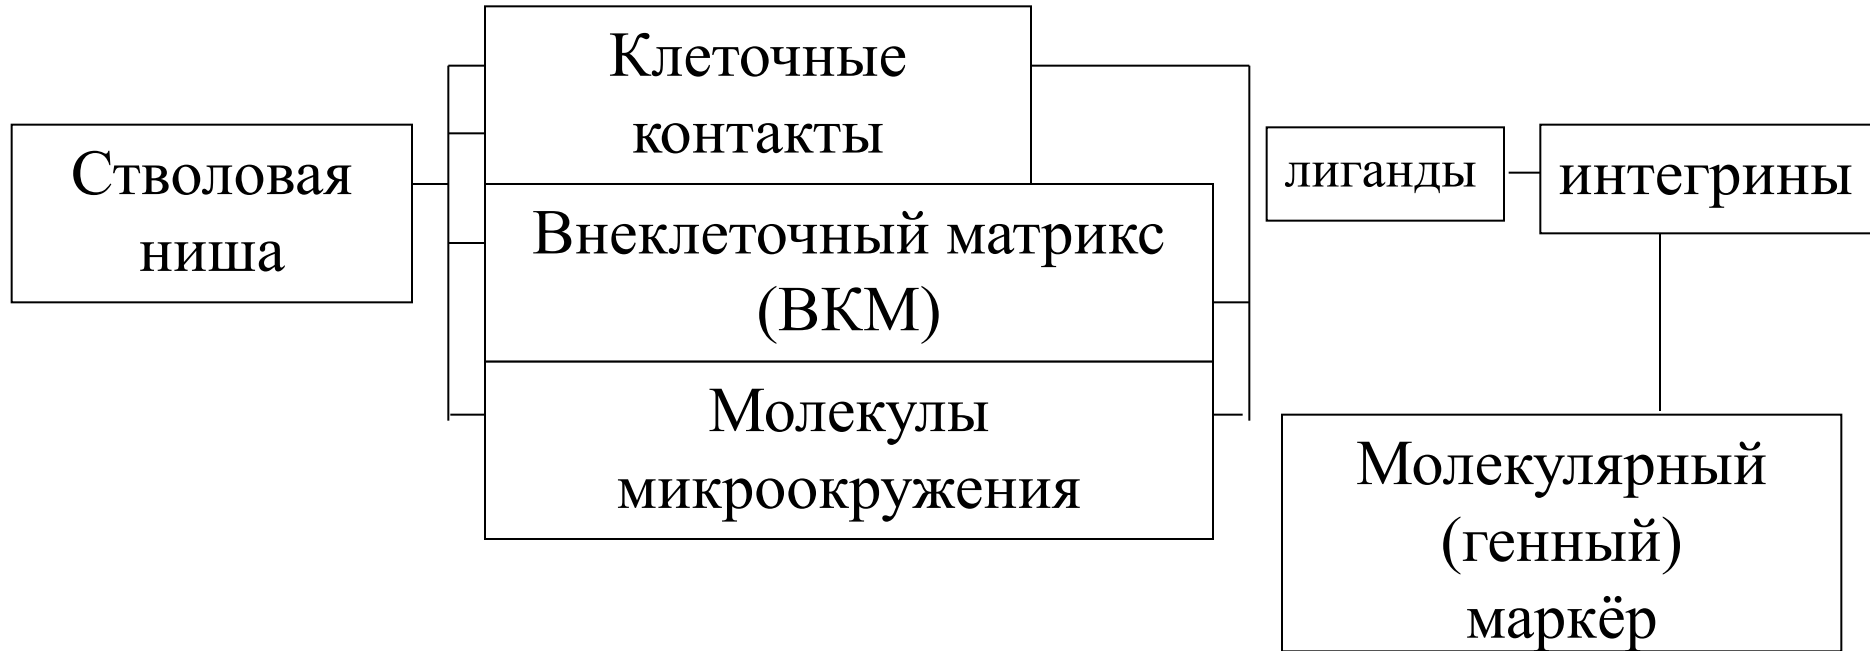 Стволовая
ниша
Клеточные
контакты
Внеклеточный матрикс
(ВКМ)
Молекулы
микроокружения
лиганды
интегрины
Молекулярный
(генный)
маркёр